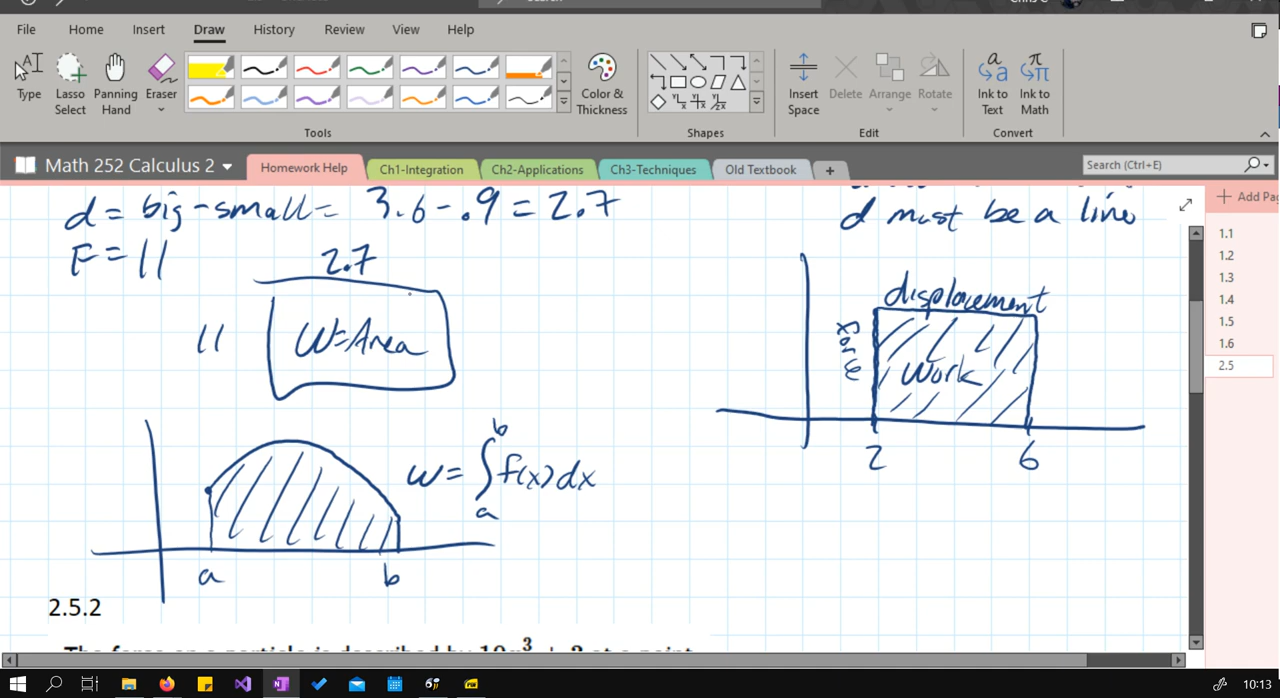 File Home Insert Draw History Review View Help
Type
Lasso Select
Panning Hand
Eraser
Color & Thickness
Insert Space
Delete
Arrange
Rotate
Ink to Text
Ink to Math
Tools
Shapes
Edit
Convert
Math 252 Calculus 2
Homework Help
Ch1-Integration
Ch2-Applications
Ch3-Techniques
Old Textbook
Search (Ctrl+E)
Add
1.1
1.2
1.3
1.4
1.5
1.6
2.5
d = big-small = 3.6-.9 = 2.7
F = 11
2.7
11
W=Area
W= ∫ₐᵇ f(x) dx
a
b
d must be a line
displacement
Force
Work
2
6
2.5.2
10:13